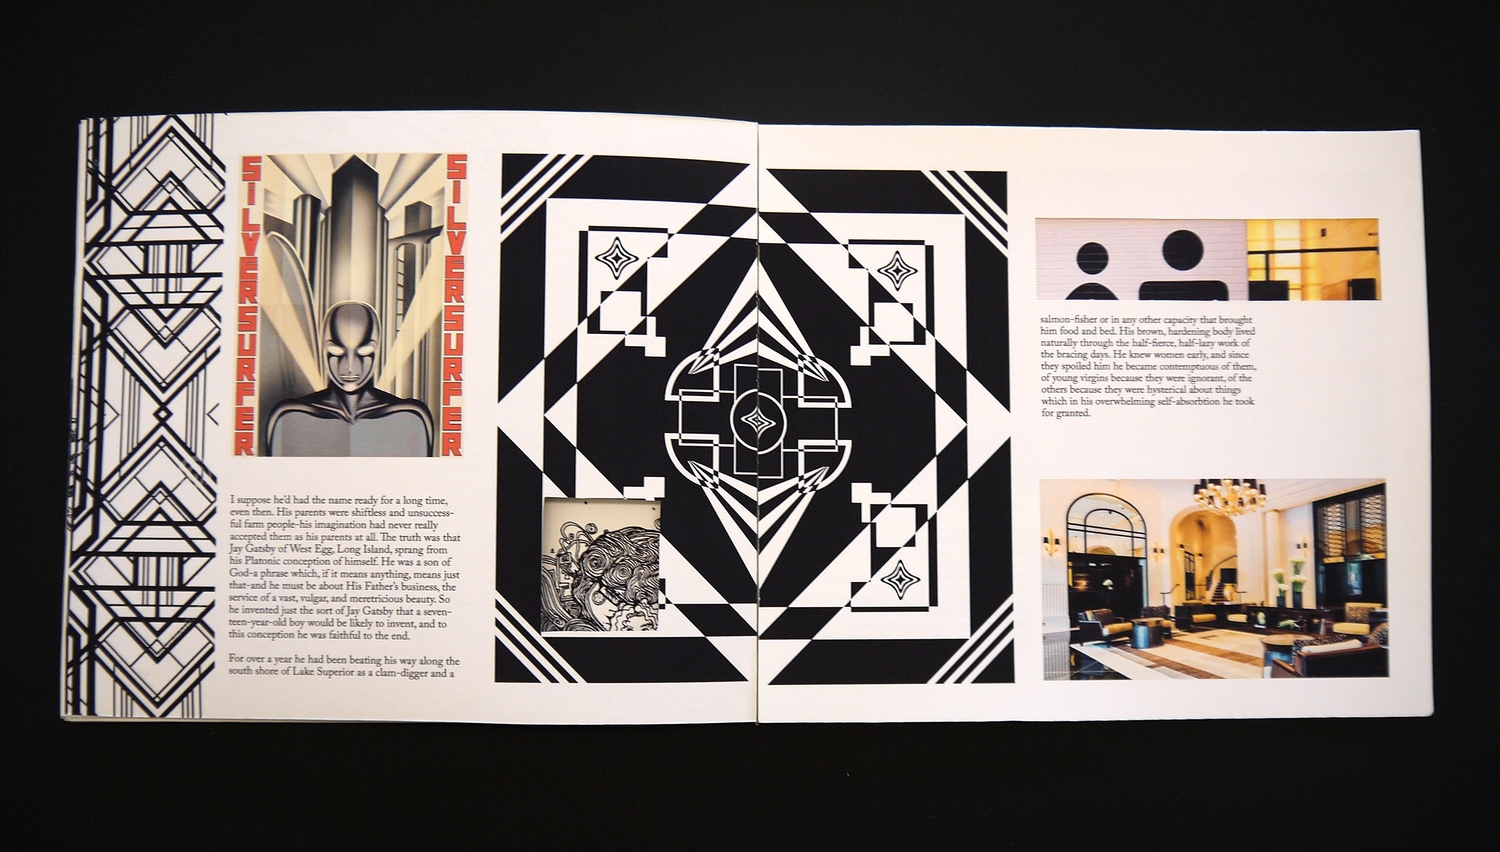 SILVER SURFER
SILVER SURFER
I suppose he'd had the name ready for a long time,
even then. His parents were shiftless and unsuccess-
ful farm people-his imagination had never really
accepted them as his parents at all. The truth was that
Jay Gatsby of West Egg, Long Island, sprang from
his Platonic conception of himself. He was a son of
God-a phrase which, if it means anything, means just
that-and he must be about His Father's business, the
service of a vast, vulgar, and meretricious beauty. So
he invented just the sort of Jay Gatsby that a seven-
teen-year-old boy would be likely to invent, and to
this conception he was faithful to the end.
For over a year he had been beating his way along the
south shore of Lake Superior as a clam-digger and a
salmon-fisher or in any other capacity that brought
him food and bed. His brown, hardening body lived
naturally through the half-fierce, half-lazy work of
the bracing days. He knew women early, and since
they spoiled him he became contemptuous of them,
of young virgins because they were ignorant, of the
others because they were hysterical about things
which in his overwhelming self-absorbtion he took
for granted.